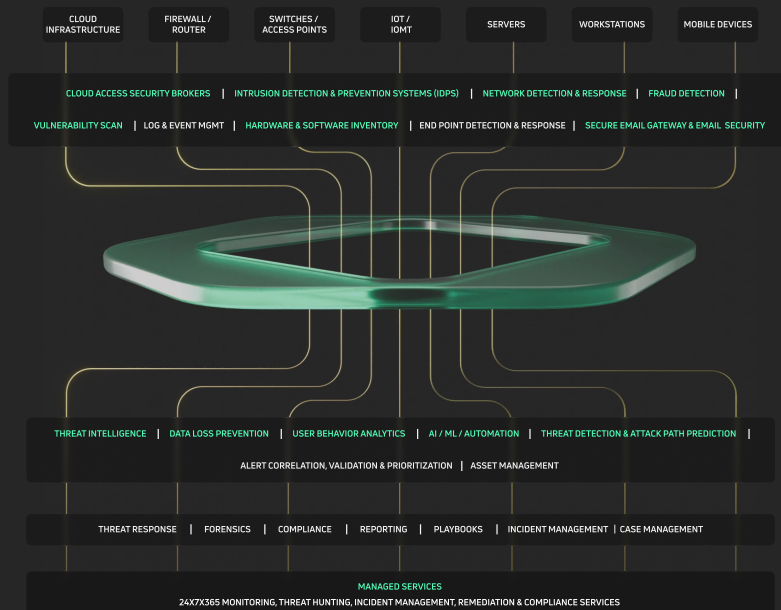 CLOUD
INFRASTRUCTURE
FIREWALL /
ROUTER
SWITCHES /
ACCESS POINTS
IOT /
IOMT
SERVERS
WORKSTATIONS
MOBILE DEVICES
CLOUD ACCESS SECURITY BROKERS | INTRUSION DETECTION & PREVENTION SYSTEMS (IDPS) | NETWORK DETECTION & RESPONSE | FRAUD DETECTION |
VULNERABILITY SCAN | LOG & EVENT MGMT | HARDWARE & SOFTWARE INVENTORY | END POINT DETECTION & RESPONSE | SECURE EMAIL GATEWAY & EMAIL SECURITY
THREAT INTELLIGENCE | DATA LOSS PREVENTION | USER BEHAVIOR ANALYTICS | AI / ML / AUTOMATION | THREAT DETECTION & ATTACK PATH PREDICTION |
ALERT CORRELATION, VALIDATION & PRIORITIZATION | ASSET MANAGEMENT
THREAT RESPONSE | FORENSICS | COMPLIANCE | REPORTING | PLAYBOOKS | INCIDENT MANAGEMENT | CASE MANAGEMENT
MANAGED SERVICES
24X7X365 MONITORING, THREAT HUNTING, INCIDENT MANAGEMENT, REMEDIATION & COMPLIANCE SERVICES